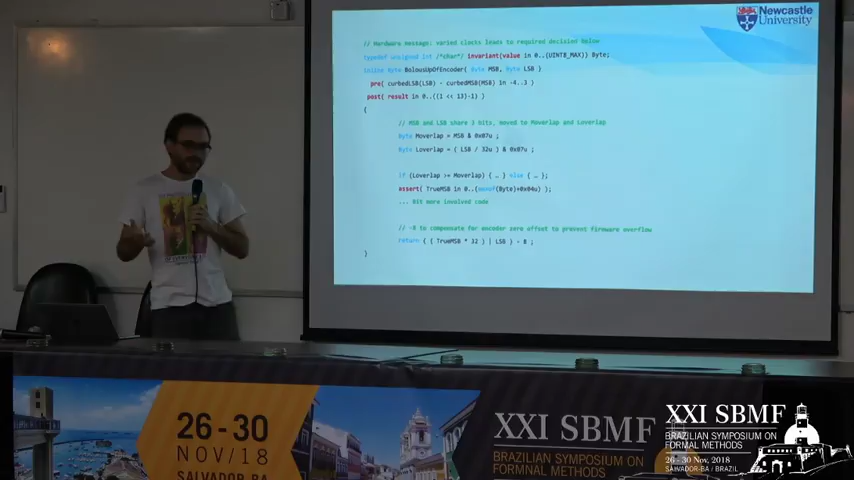 Newcastle
University
// Hardware message: varied clocks leads to required decided below
typedef unsigned int /*char*/ invariant(value in 0..(UINT8_MAX)) Byte;
inline Byte BolousUpOfEncoder( Byte MSB, Byte LSB )
pre( curbedLSB(LSB) - curbedMSB(MSB) in -4..3 )
post( result in 0..((1 << 13)-1) )
{
// MSB and LSB share 3 bits, moved to Moverlap and Loverlap
Byte Moverlap = MSB & 0x07u ;
Byte Loverlap = ( LSB / 32u ) & 0x07u ;
if (Loverlap >= Moverlap) { … } else { … };
assert( TrueMSB in 0..(maxof(Byte)+0x04u) );
... Bit more involved code
// -8 to compensate for encoder zero offset to prevent firmware overflow
return ( ( TrueMSB * 32 ) | LSB ) - 8 ;
}
26-30
NOV/18
SALVADOR-BA
XXI SBMF
BRAZILIAN SYMPOSIUM ON
FORMNAL METHODS
XXI SBMF
BRAZILIAN SYMPOSIUM ON
FORMAL METHODS
26 - 30 Nov, 2018
SALVADOR-BA / BRAZIL